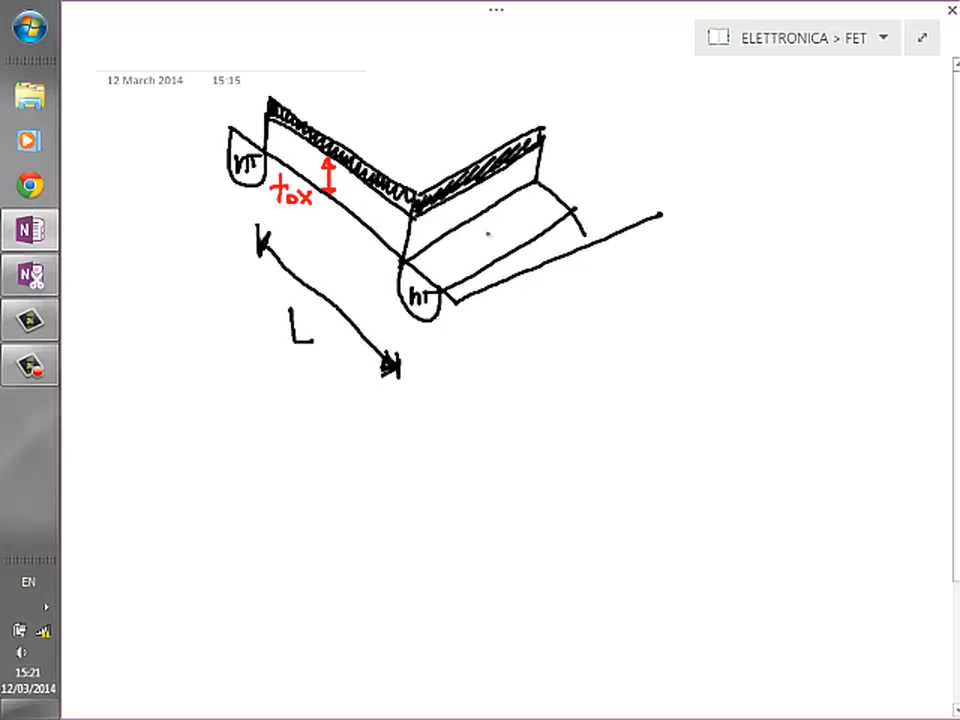 ELETTRONICA > FET
12 March 2014 15:15
n+
tox
n+
L
EN
15:21
12/03/2014